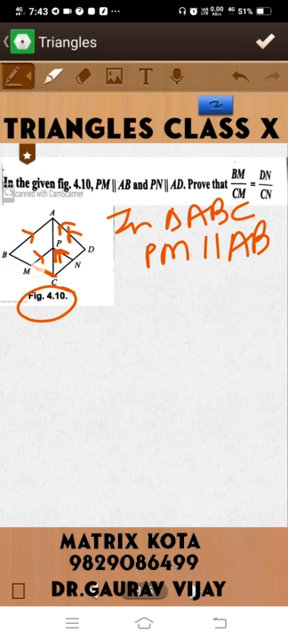 7:43
4G 51%
Triangles
T
2
TRIANGLES CLASS X
In the given fig. 4.10, PM || AB and PN || AD. Prove that BM/CM = DN/CN
Scanned with CamScanner
In ΔABC
PM || AB
A
P
B
D
M
N
C
Fig. 4.10.
MATRIX KOTA
9829086499
DR.GAURAV VIJAY